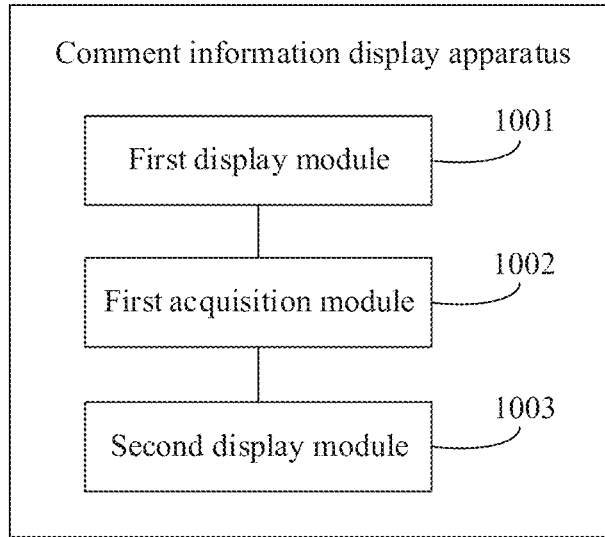 Comment information display apparatus
1001
First display module
1002
First acquisition module
1003
Second display module